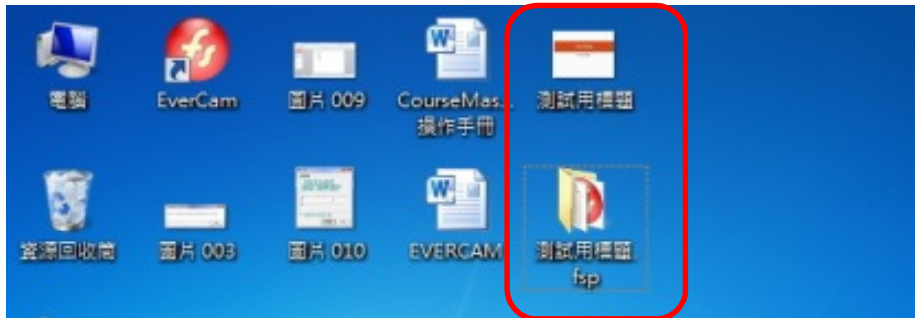 電腦
EverCam
圖片 009
CourseMas...
操作手冊
測試用標題
資源回收筒
圖片 003
圖片 010
EVERCAM
測試用標題.
fsp